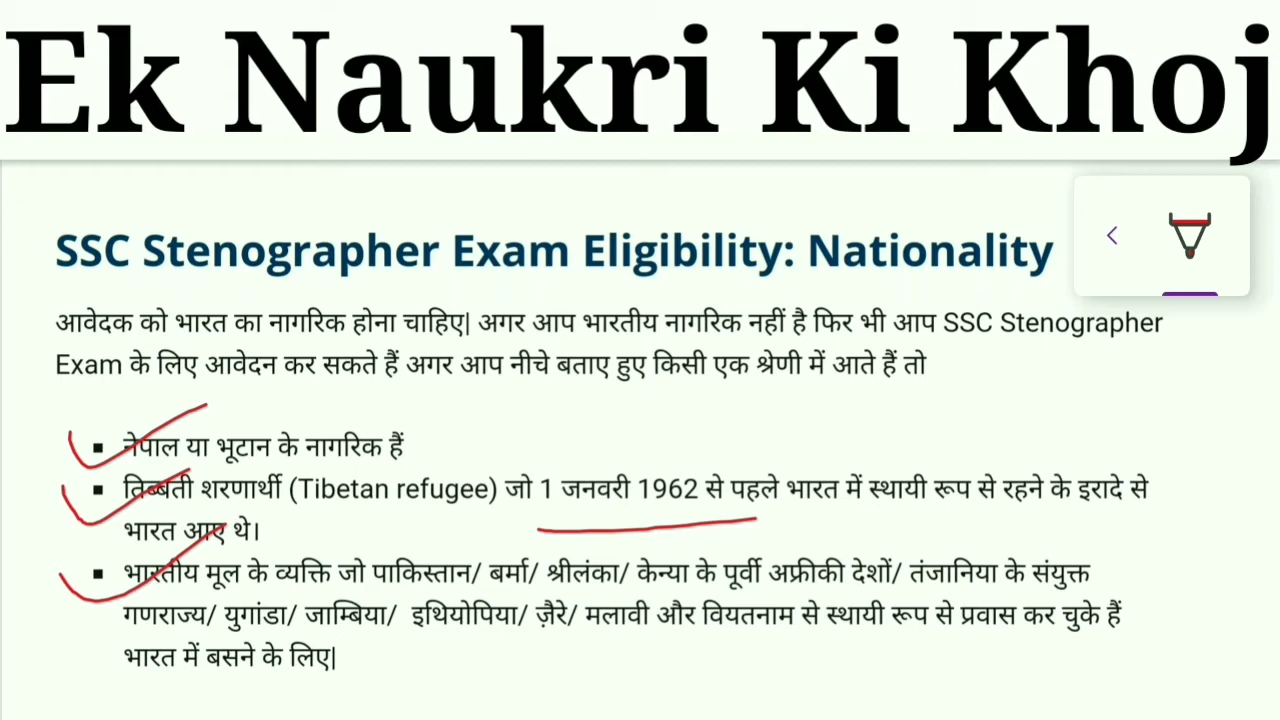 Ek Naukri Ki Khoj
SSC Stenographer Exam Eligibility: Nationality
आवेदक को भारत का नागरिक होना चाहिए| अगर आप भारतीय नागरिक नहीं है फिर भी आप SSC Stenographer
Exam के लिए आवेदन कर सकते हैं अगर आप नीचे बताए हुए किसी एक श्रेणी में आते हैं तो
▪ नेपाल या भूटान के नागरिक हैं
▪ तिब्बती शरणार्थी (Tibetan refugee) जो 1 जनवरी 1962 से पहले भारत में स्थायी रूप से रहने के इरादे से
भारत आए थे।
▪ भारतीय मूल के व्यक्ति जो पाकिस्तान/ बर्मा/ श्रीलंका/ केन्या के पूर्वी अफ्रीकी देशों/ तंजानिया के संयुक्त
गणराज्य/ युगांडा/ जाम्बिया/ इथियोपिया/ ज़ैरे/ मलावी और वियतनाम से स्थायी रूप से प्रवास कर चुके हैं
भारत में बसने के लिए|